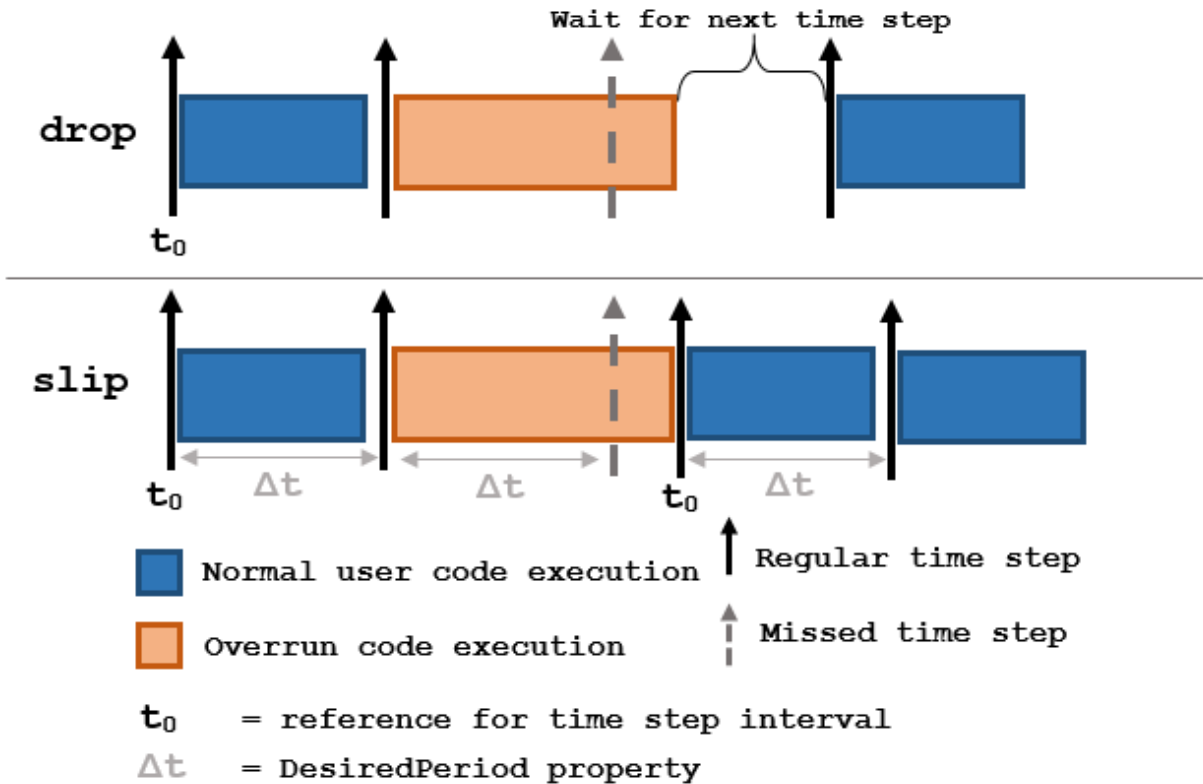 Wait for next time step
drop
t₀
slip
Δt
Δt
Δt
t₀
t₀
Normal user code execution
Regular time step
Overrun code execution
Missed time step
t₀ = reference for time step interval
Δt = DesiredPeriod property